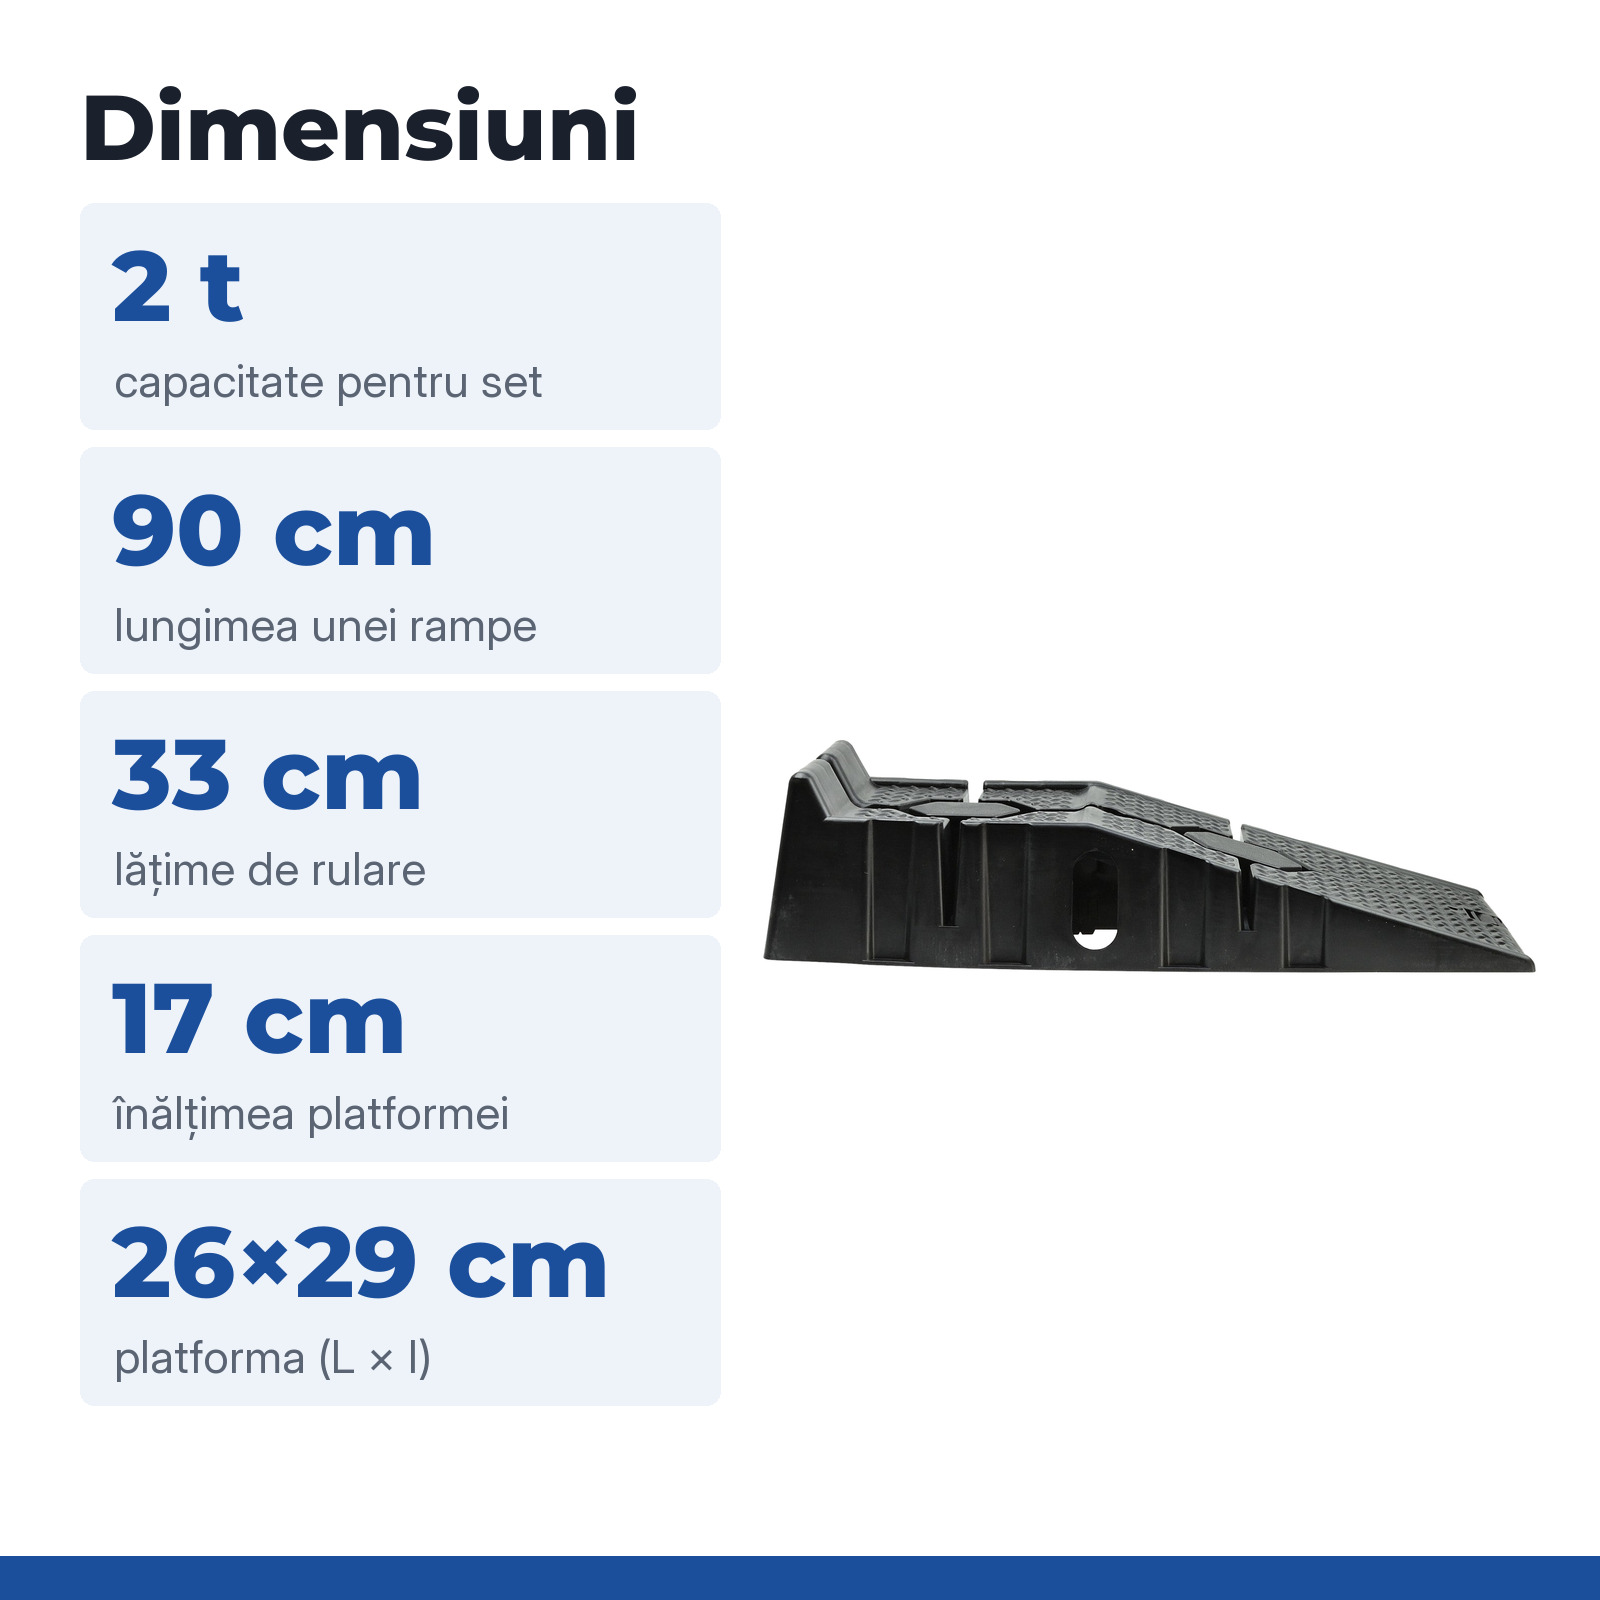 Dimensiuni
2 t
capacitate pentru set
90 cm
lungimea unei rampe
33 cm
lățime de rulare
17 cm
înălțimea platformei
26×29 cm
platforma (L × l)